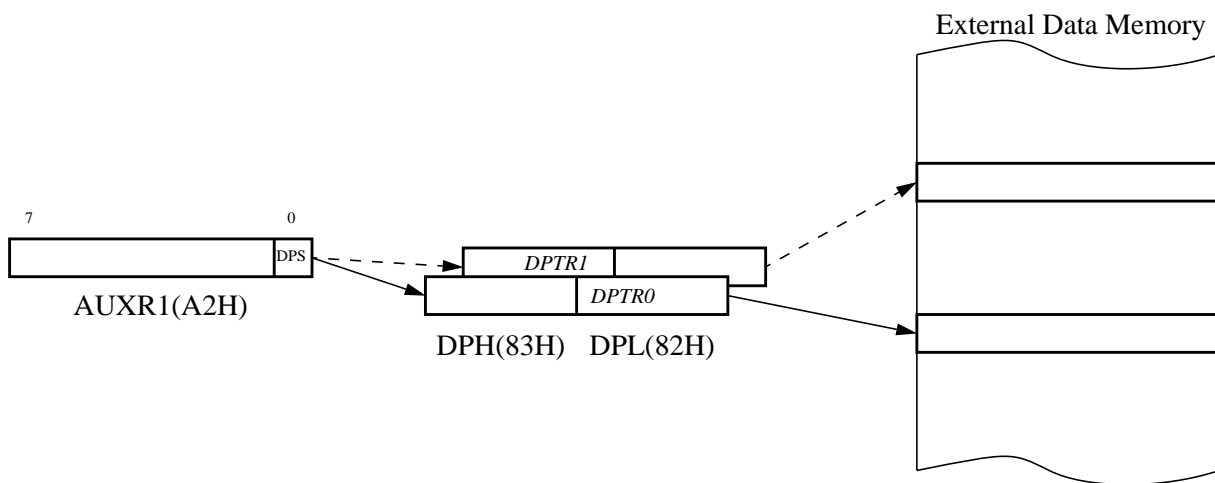 External Data Memory
7 0
DPS
DPTR1
DPTR0
AUXR1(A2H)
DPH(83H) DPL(82H)